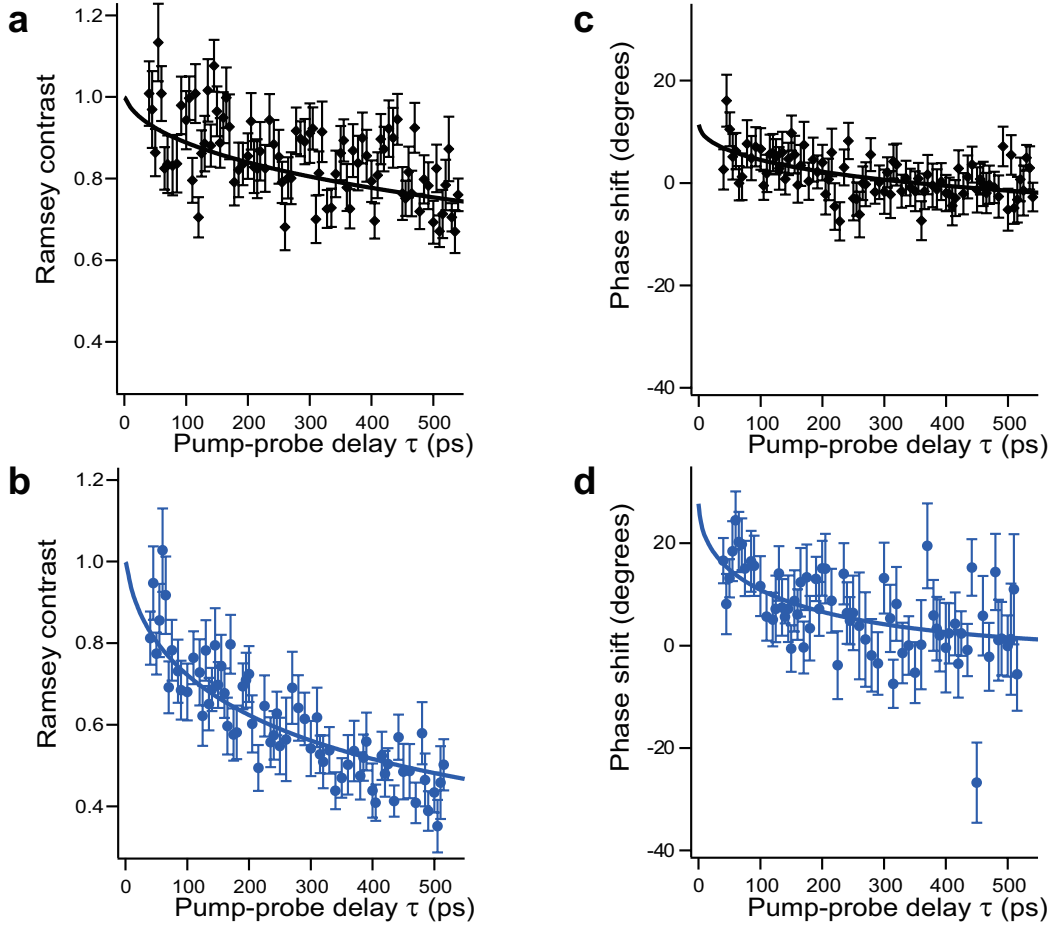 a
Ramsey contrast
1.2
1.0
0.8
0.6
0.4
0 100 200 300 400 500
Pump-probe delay τ (ps)
c
Phase shift (degrees)
20
0
-20
-40
0 100 200 300 400 500
Pump-probe delay τ (ps)
b
Ramsey contrast
1.2
1.0
0.8
0.6
0.4
0 100 200 300 400 500
Pump-probe delay τ (ps)
d
Phase shift (degrees)
20
0
-20
-40
0 100 200 300 400 500
Pump-probe delay τ (ps)